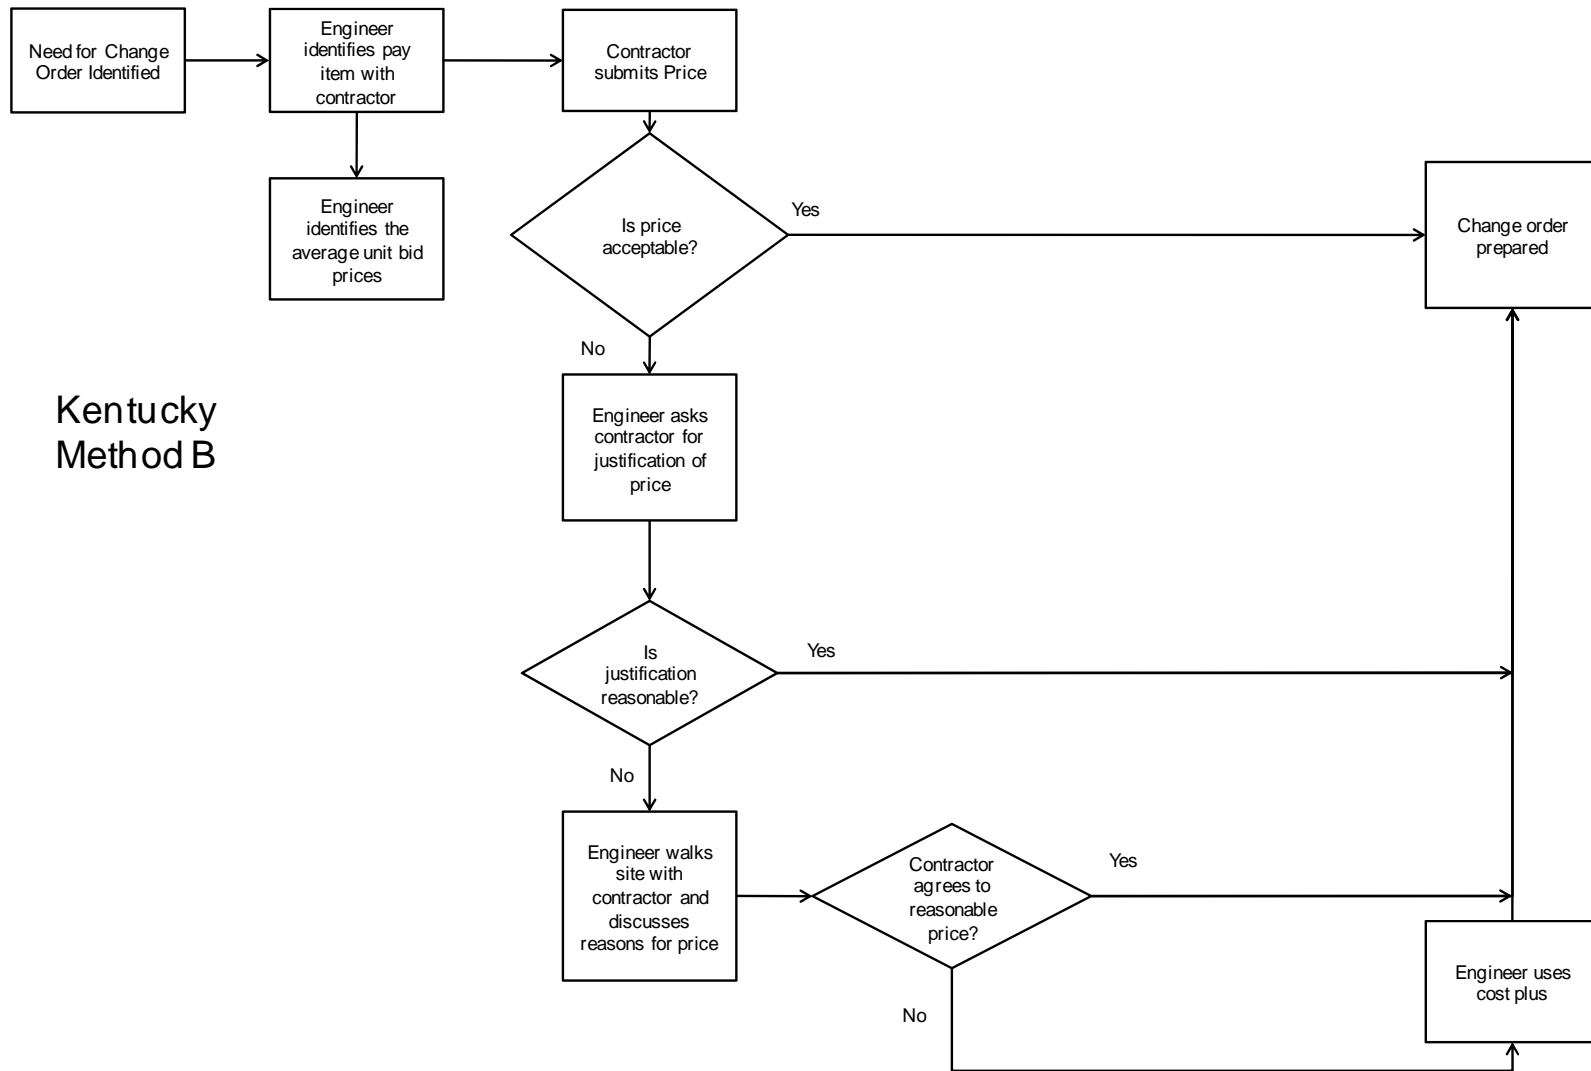 Need for Change
Order Identified
Engineer
identifies pay
item with
contractor
Contractor
submits Price
Engineer
identifies the
average unit bid
prices
Is price
acceptable?
Yes
Change order
prepared
No
Kentucky
Method B
Engineer asks
contractor for
justification of
price
Is
justification
reasonable?
Yes
No
Engineer walks
site with
contractor and
discusses
reasons for price
Contractor
agrees to
reasonable
price?
Yes
Engineer uses
cost plus
No